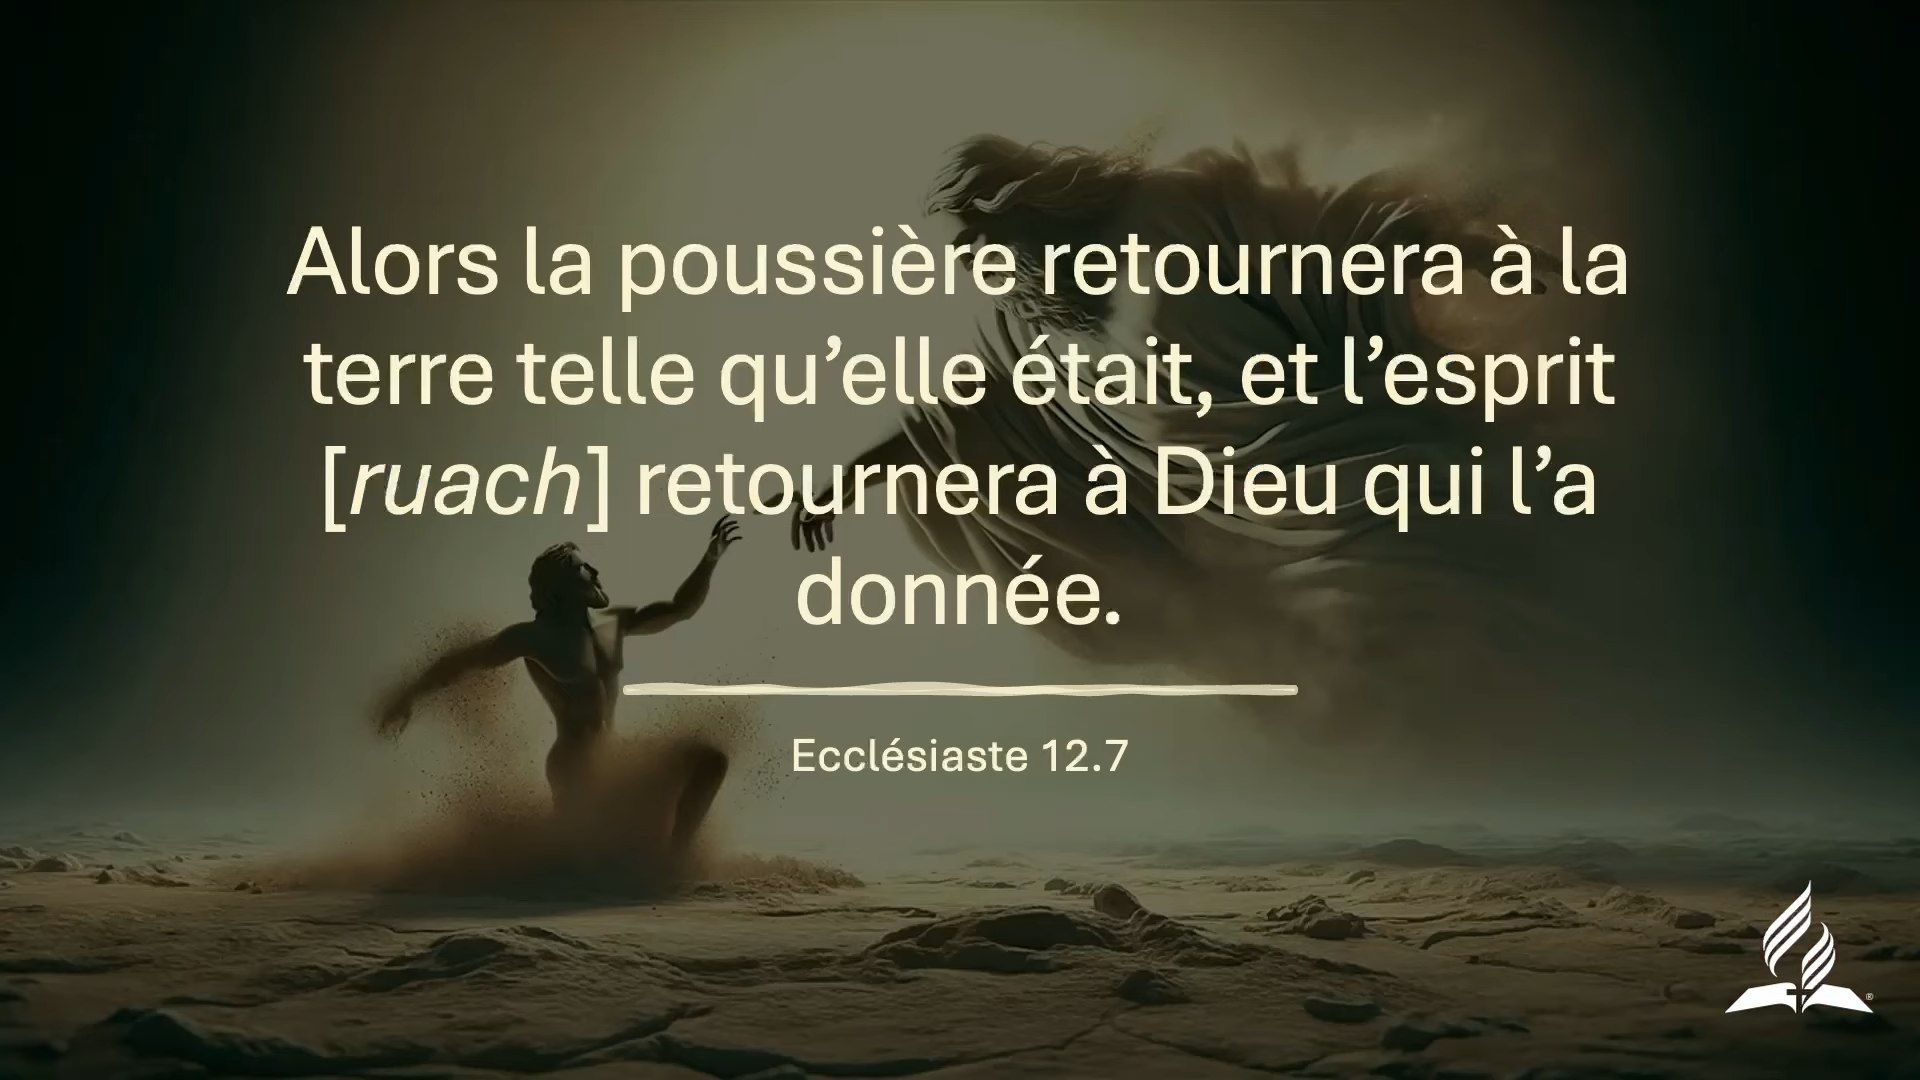 Alors la poussière retournera à la
terre telle qu’elle était, et l’esprit
[ruach] retournera à Dieu qui l’a
donnée.
Ecclésiaste 12.7
®